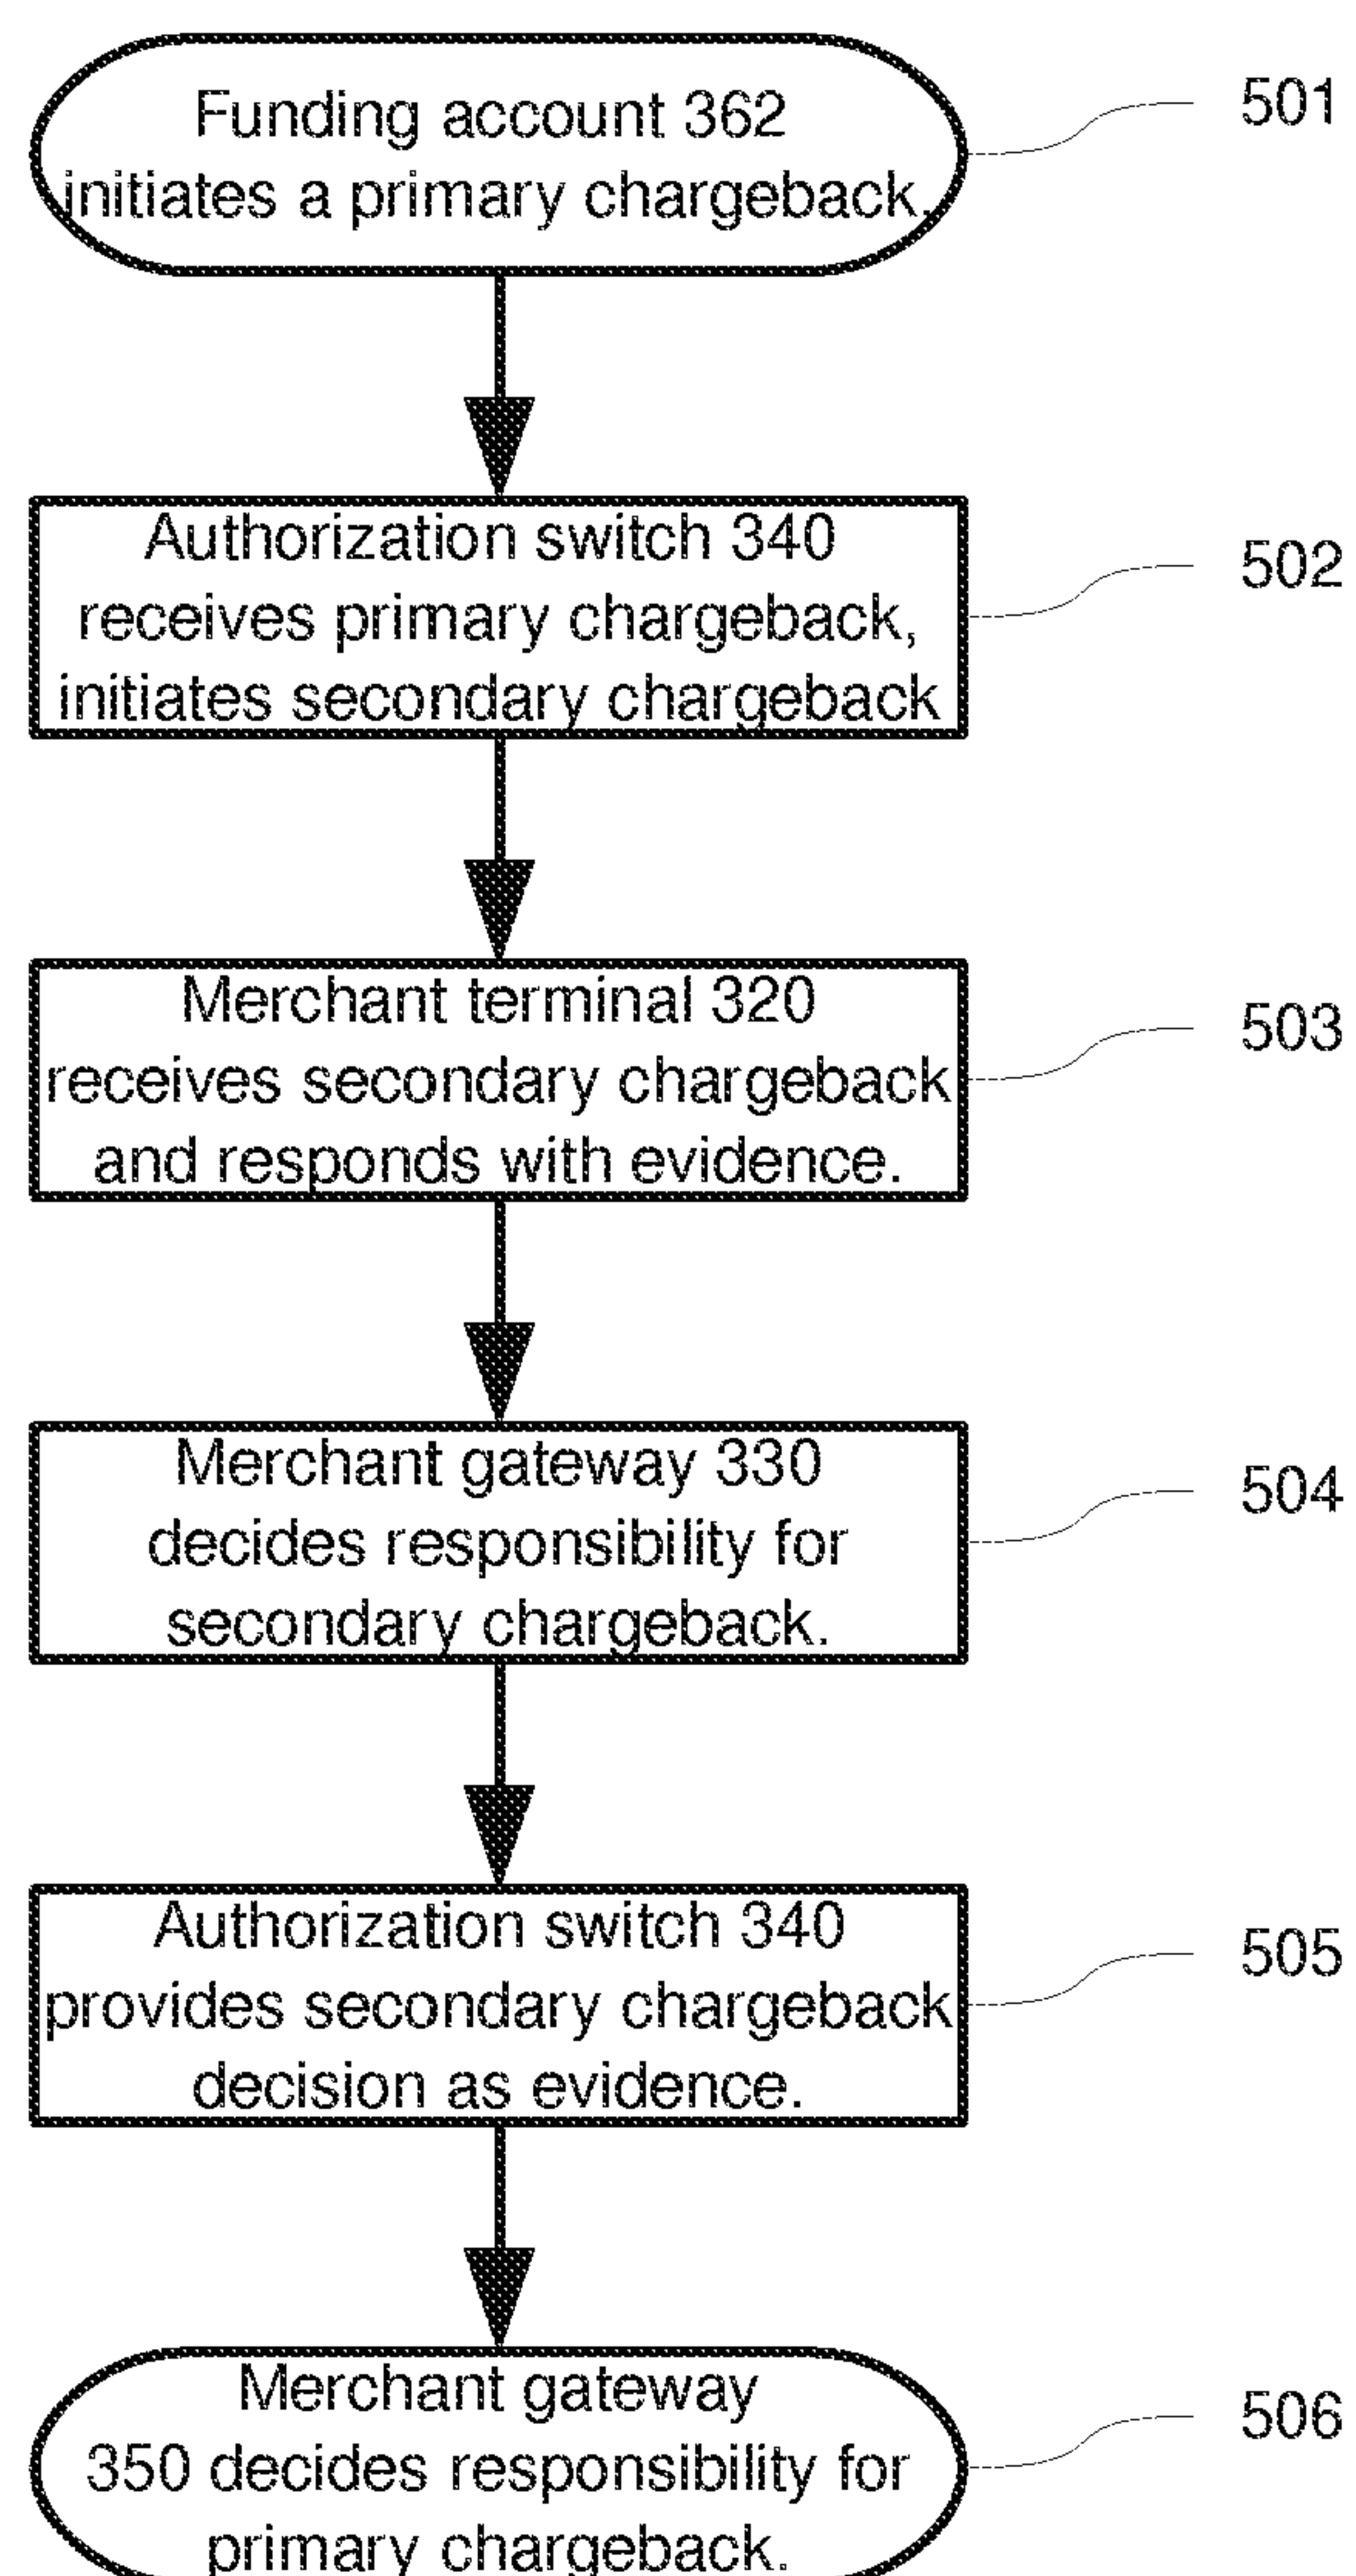 Funding account 362
initiates a primary chargeback.
501
Authorization switch 340
receives primary chargeback,
initiates secondary chargeback
502
Merchant terminal 320
receives secondary chargeback
and responds with evidence.
503
Merchant gateway 330
decides responsibility for
secondary chargeback.
504
Authorization switch 340
provides secondary chargeback
decision as evidence.
505
Merchant gateway
350 decides responsibility for
primary chargeback.
506